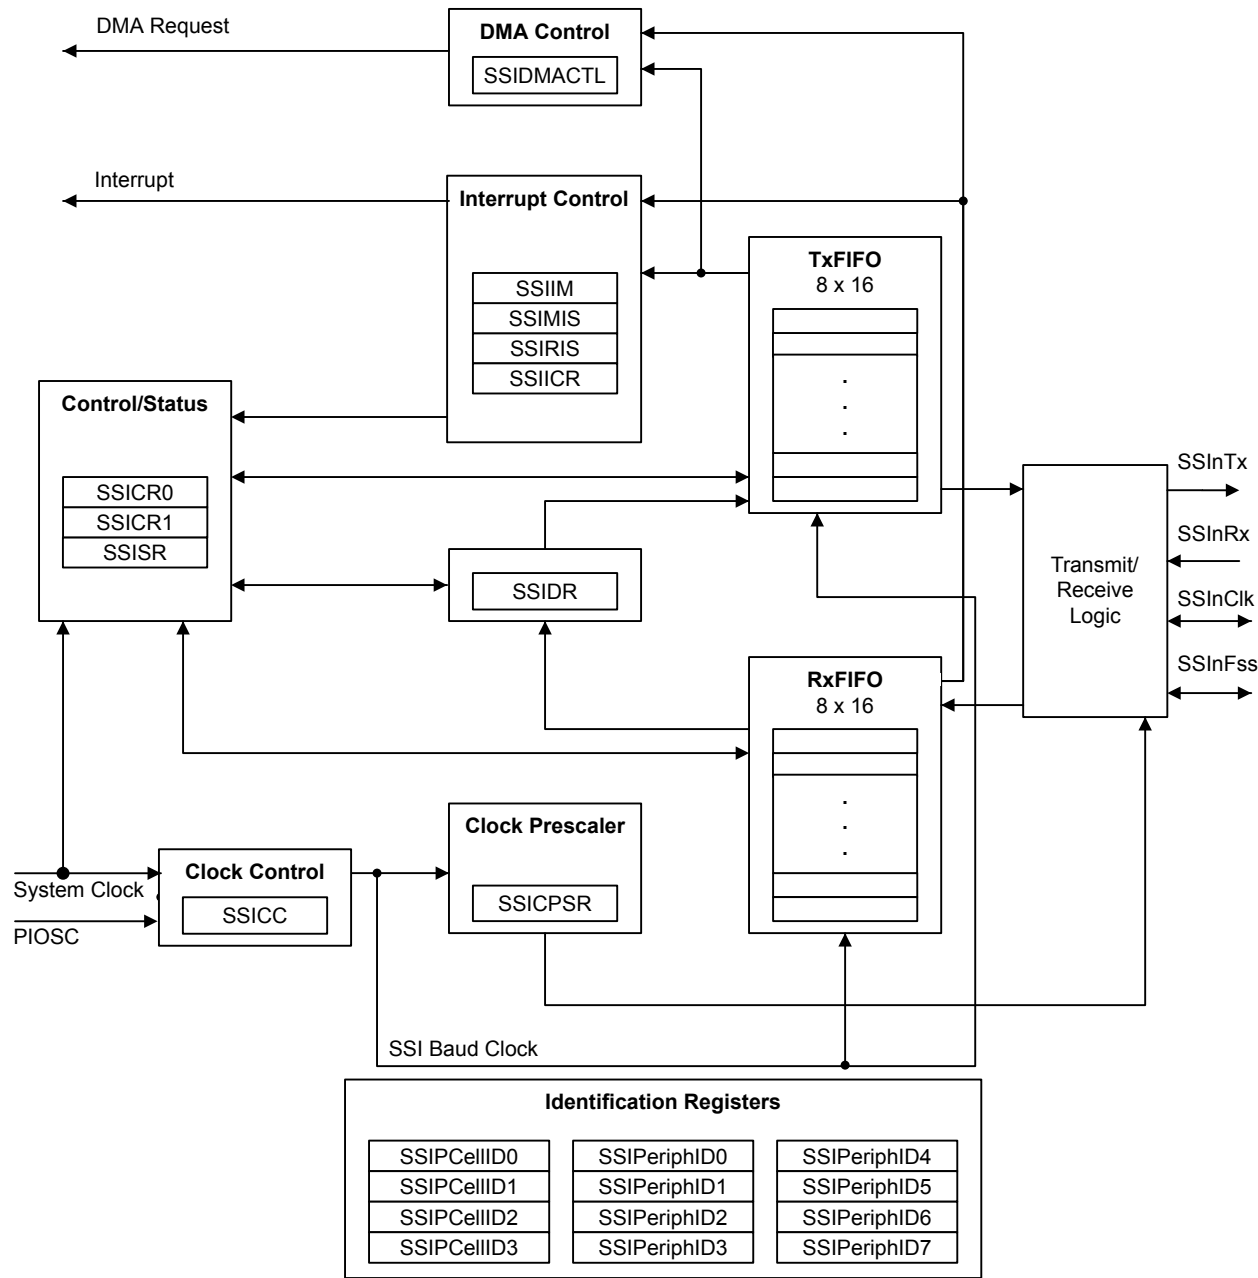 DMA Request
DMA Control
SSIDMACTL
Interrupt
Interrupt Control
SSIIM
SSIMIS
SSIRIS
SSIICR
TxFIFO
8 x 16
.
.
.
Control/Status
SSICR0
SSICR1
SSISR
SSIDR
Transmit/
Receive
Logic
SSInTx
SSInRx
SSInClk
SSInFss
RxFIFO
8 x 16
.
.
.
Clock Prescaler
SSICPSR
System Clock
PIOSC
Clock Control
SSICC
SSI Baud Clock
Identification Registers
SSIPCellID0
SSIPCellID1
SSIPCellID2
SSIPCellID3
SSIPeriphID0
SSIPeriphID1
SSIPeriphID2
SSIPeriphID3
SSIPeriphID4
SSIPeriphID5
SSIPeriphID6
SSIPeriphID7